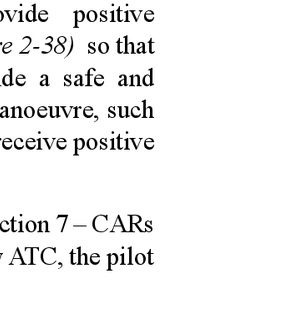 ovide positive
re 2-38) so that
de a safe and
anoeuvre, such
receive positive
ction 7 – CARs
ATC, the pilot